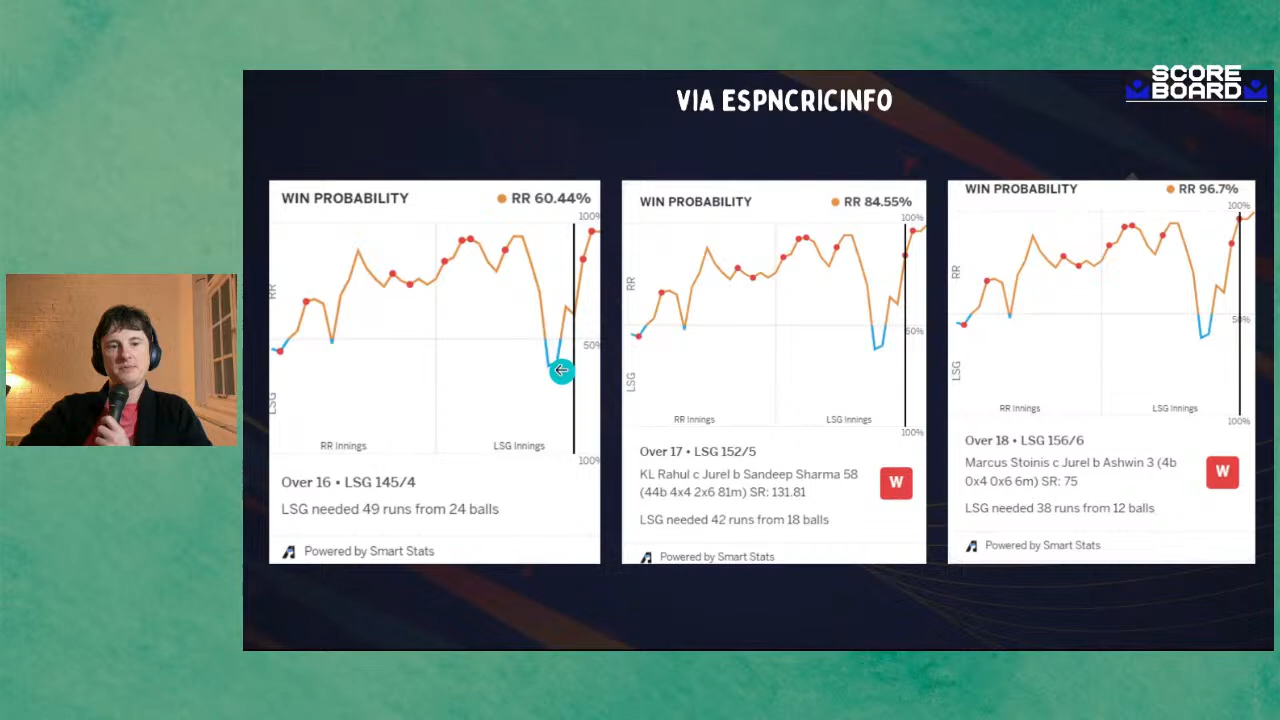 SCORE
BOARD
VIA ESPNCRICINFO
WIN PROBABILITY
RR 60.44%
100%
RR
50%
LSG
RR Innings
LSG Innings
100%
Over 16 • LSG 145/4
LSG needed 49 runs from 24 balls
Powered by Smart Stats
WIN PROBABILITY
RR 84.55%
100%
RR
50%
LSG
RR Innings
LSG Innings
100%
Over 17 • LSG 152/5
KL Rahul c Jurel b Sandeep Sharma 58
(44b 4x4 2x6 81m) SR: 131.81
W
LSG needed 42 runs from 18 balls
Powered by Smart Stats
WIN PROBABILITY
RR 96.7%
100%
RR
50%
LSG
RR Innings
LSG Innings
100%
Over 18 • LSG 156/6
Marcus Stoinis c Jurel b Ashwin 3 (4b
0x4 0x6 6m) SR: 75
W
LSG needed 38 runs from 12 balls
Powered by Smart Stats